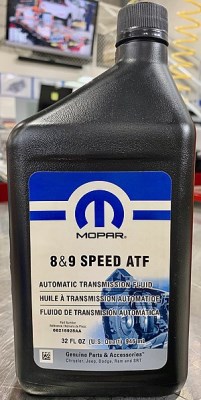 MOPAR
8&9 SPEED ATF
AUTOMATIC TRANSMISSION FLUID
HUILE À TRANSMISSION AUTOMATIQUE
FLUIDO DE TRANSMISIÓN AUTOMÁTICA
32 FL OZ (U.S. Quart) 946 mL
Genuine Parts & Accessories
Chrysler, Jeep, Dodge, Ram and SRT